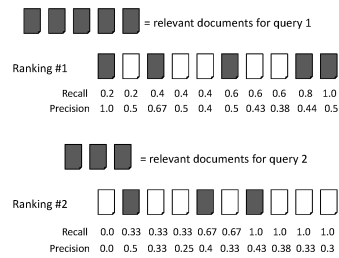 = relevant documents for query 1
Ranking #1
Recall 0.2 0.2 0.4 0.4 0.4 0.6 0.6 0.6 0.8 1.0
Precision 1.0 0.5 0.67 0.5 0.4 0.5 0.43 0.38 0.44 0.5
= relevant documents for query 2
Ranking #2
Recall 0.0 0.33 0.33 0.33 0.67 0.67 1.0 1.0 1.0 1.0
Precision 0.0 0.5 0.33 0.25 0.4 0.33 0.43 0.38 0.33 0.3